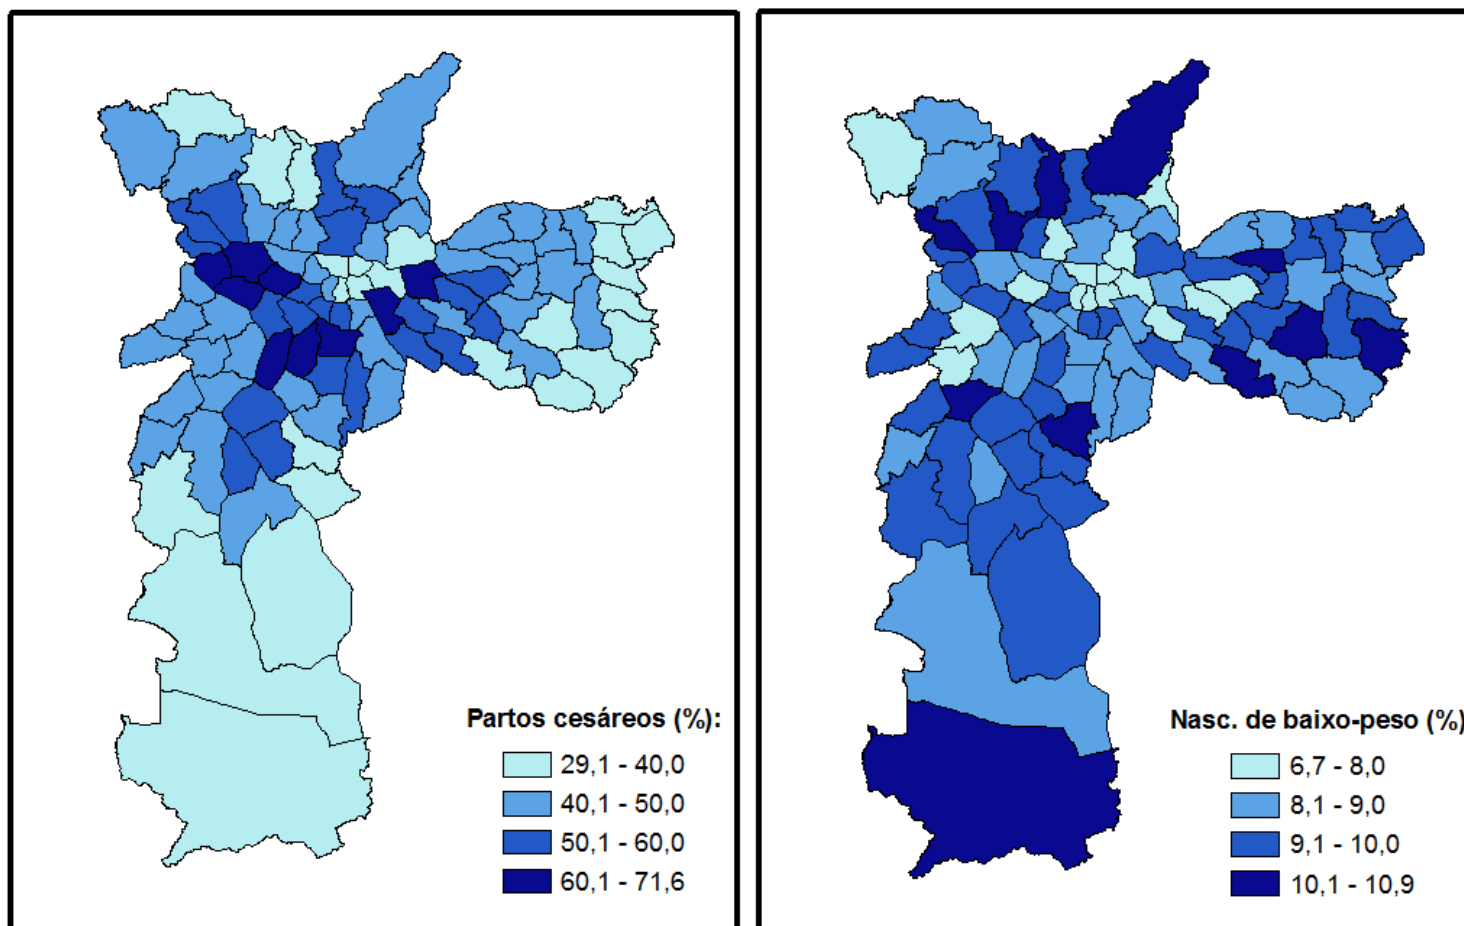 Partos cesáreos (%):
29,1 - 40,0
40,1 - 50,0
50,1 - 60,0
60,1 - 71,6
Nasc. de baixo-peso (%)
6,7 - 8,0
8,1 - 9,0
9,1 - 10,0
10,1 - 10,9